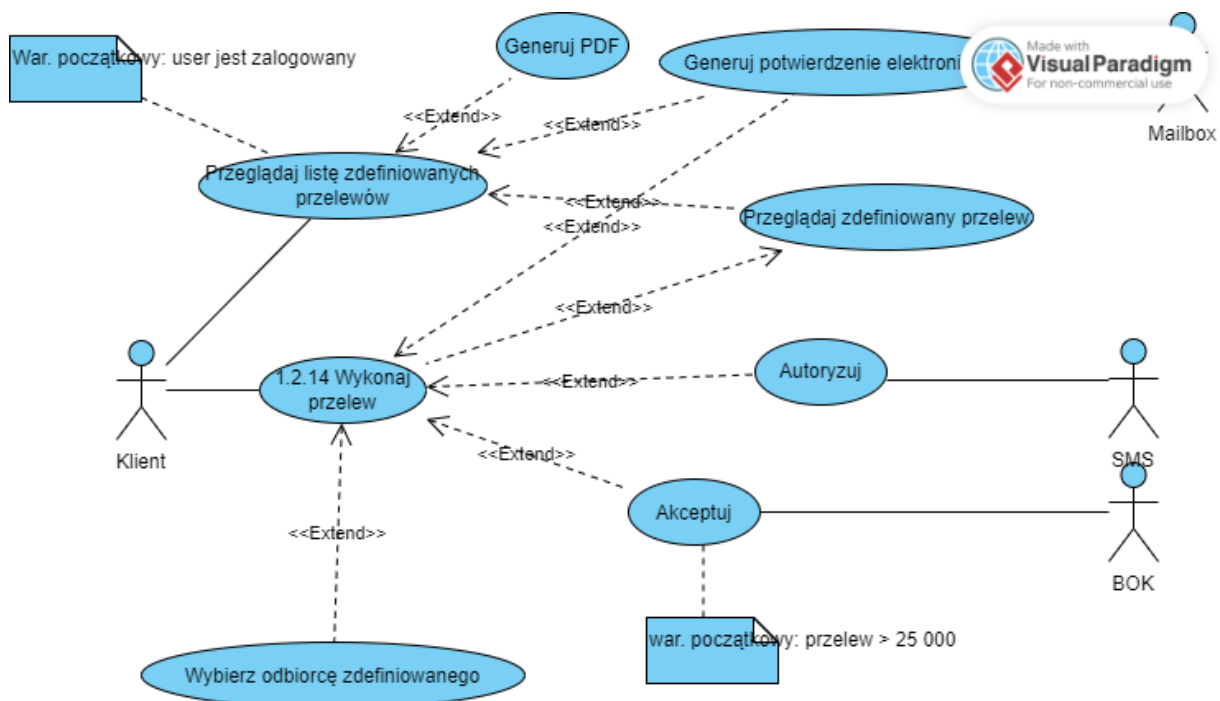 Generuj PDF
War. początkowy: user jest zalogowany
Generuj potwierdzenie
Made with
Visual Paradigm
For non-commercial use
Mailbox
<<Extend>>
<<Extend>>
Przeglądaj listę zdefiniowanych
przelewów
<<Extend>>
Przeglądaj zdefiniowany przelew
<<Extend>>
<<Extend>>
1.2.14 Wykonaj
przelew
Autoryzuj
<<Extend>>
Klient
SMS
<<Extend>>
Akceptuj
<<Extend>>
BOK
war. początkowy: przelew > 25 000
Wybierz odbiorcę zdefiniowanego